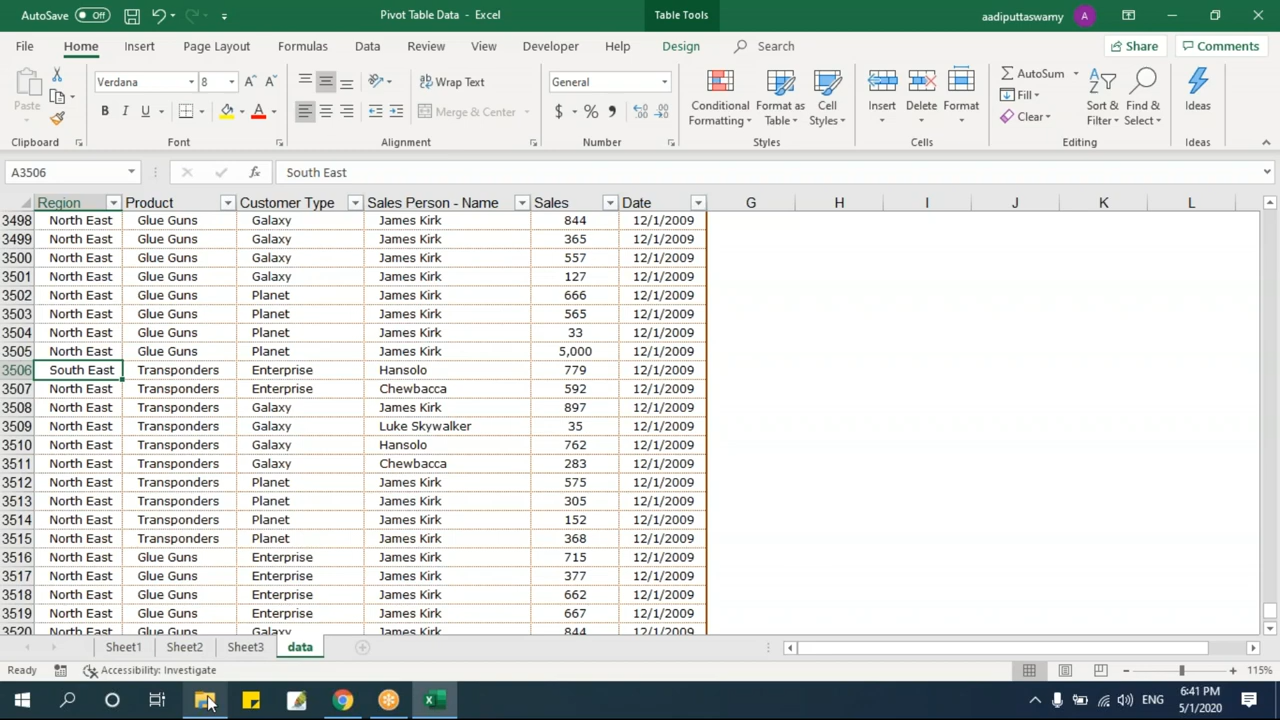 AutoSave Off Pivot Table Data - Excel Table Tools aadiputtaswamy A
File Home Insert Page Layout Formulas Data Review View Developer Help Design Search Share Comments
Paste Verdana 8 Wrap Text General Conditional Formatting Format as Table Cell Styles Insert Delete Format AutoSum Fill Clear Sort & Filter Find & Select Ideas
B I U Merge & Center $ % 9
Clipboard Font Alignment Number Styles Cells Editing Ideas
A3506 fx South East
Region Product Customer Type Sales Person - Name Sales Date G H I J K L
3498 North East Glue Guns Galaxy James Kirk 844 12/1/2009
3499 North East Glue Guns Galaxy James Kirk 365 12/1/2009
3500 North East Glue Guns Galaxy James Kirk 557 12/1/2009
3501 North East Glue Guns Galaxy James Kirk 127 12/1/2009
3502 North East Glue Guns Planet James Kirk 666 12/1/2009
3503 North East Glue Guns Planet James Kirk 565 12/1/2009
3504 North East Glue Guns Planet James Kirk 33 12/1/2009
3505 North East Glue Guns Planet James Kirk 5,000 12/1/2009
3506 South East Transponders Enterprise Hansolo 779 12/1/2009
3507 North East Transponders Enterprise Chewbacca 592 12/1/2009
3508 North East Transponders Galaxy James Kirk 897 12/1/2009
3509 North East Transponders Galaxy Luke Skywalker 35 12/1/2009
3510 North East Transponders Galaxy Hansolo 762 12/1/2009
3511 North East Transponders Galaxy Chewbacca 283 12/1/2009
3512 North East Transponders Planet James Kirk 575 12/1/2009
3513 North East Transponders Planet James Kirk 305 12/1/2009
3514 North East Transponders Planet James Kirk 152 12/1/2009
3515 North East Transponders Planet James Kirk 368 12/1/2009
3516 North East Glue Guns Enterprise James Kirk 715 12/1/2009
3517 North East Glue Guns Enterprise James Kirk 377 12/1/2009
3518 North East Glue Guns Enterprise James Kirk 662 12/1/2009
3519 North East Glue Guns Enterprise James Kirk 667 12/1/2009
3520 North East Glue Guns Galaxy James Kirk 844 12/1/2009
Sheet1 Sheet2 Sheet3 data
Ready Accessibility: Investigate 115%
ENG 6:41 PM
5/1/2020